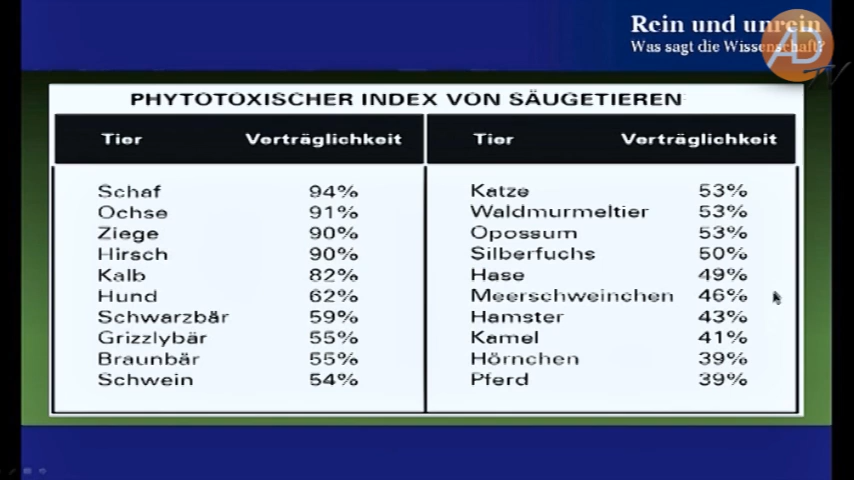 Rein und unrein
Was sagt die Wissenschaft?
AD
TV
PHYTOTOXISCHER INDEX VON SÄUGETIEREN
Tier Verträglichkeit Tier Verträglichkeit
Schaf 94% Katze 53%
Ochse 91% Waldmurmeltier 53%
Ziege 90% Opossum 53%
Hirsch 90% Silberfuchs 50%
Kalb 82% Hase 49%
Hund 62% Meerschweinchen 46%
Schwarzbär 59% Hamster 43%
Grizzlybär 55% Kamel 41%
Braunbär 55% Hörnchen 39%
Schwein 54% Pferd 39%